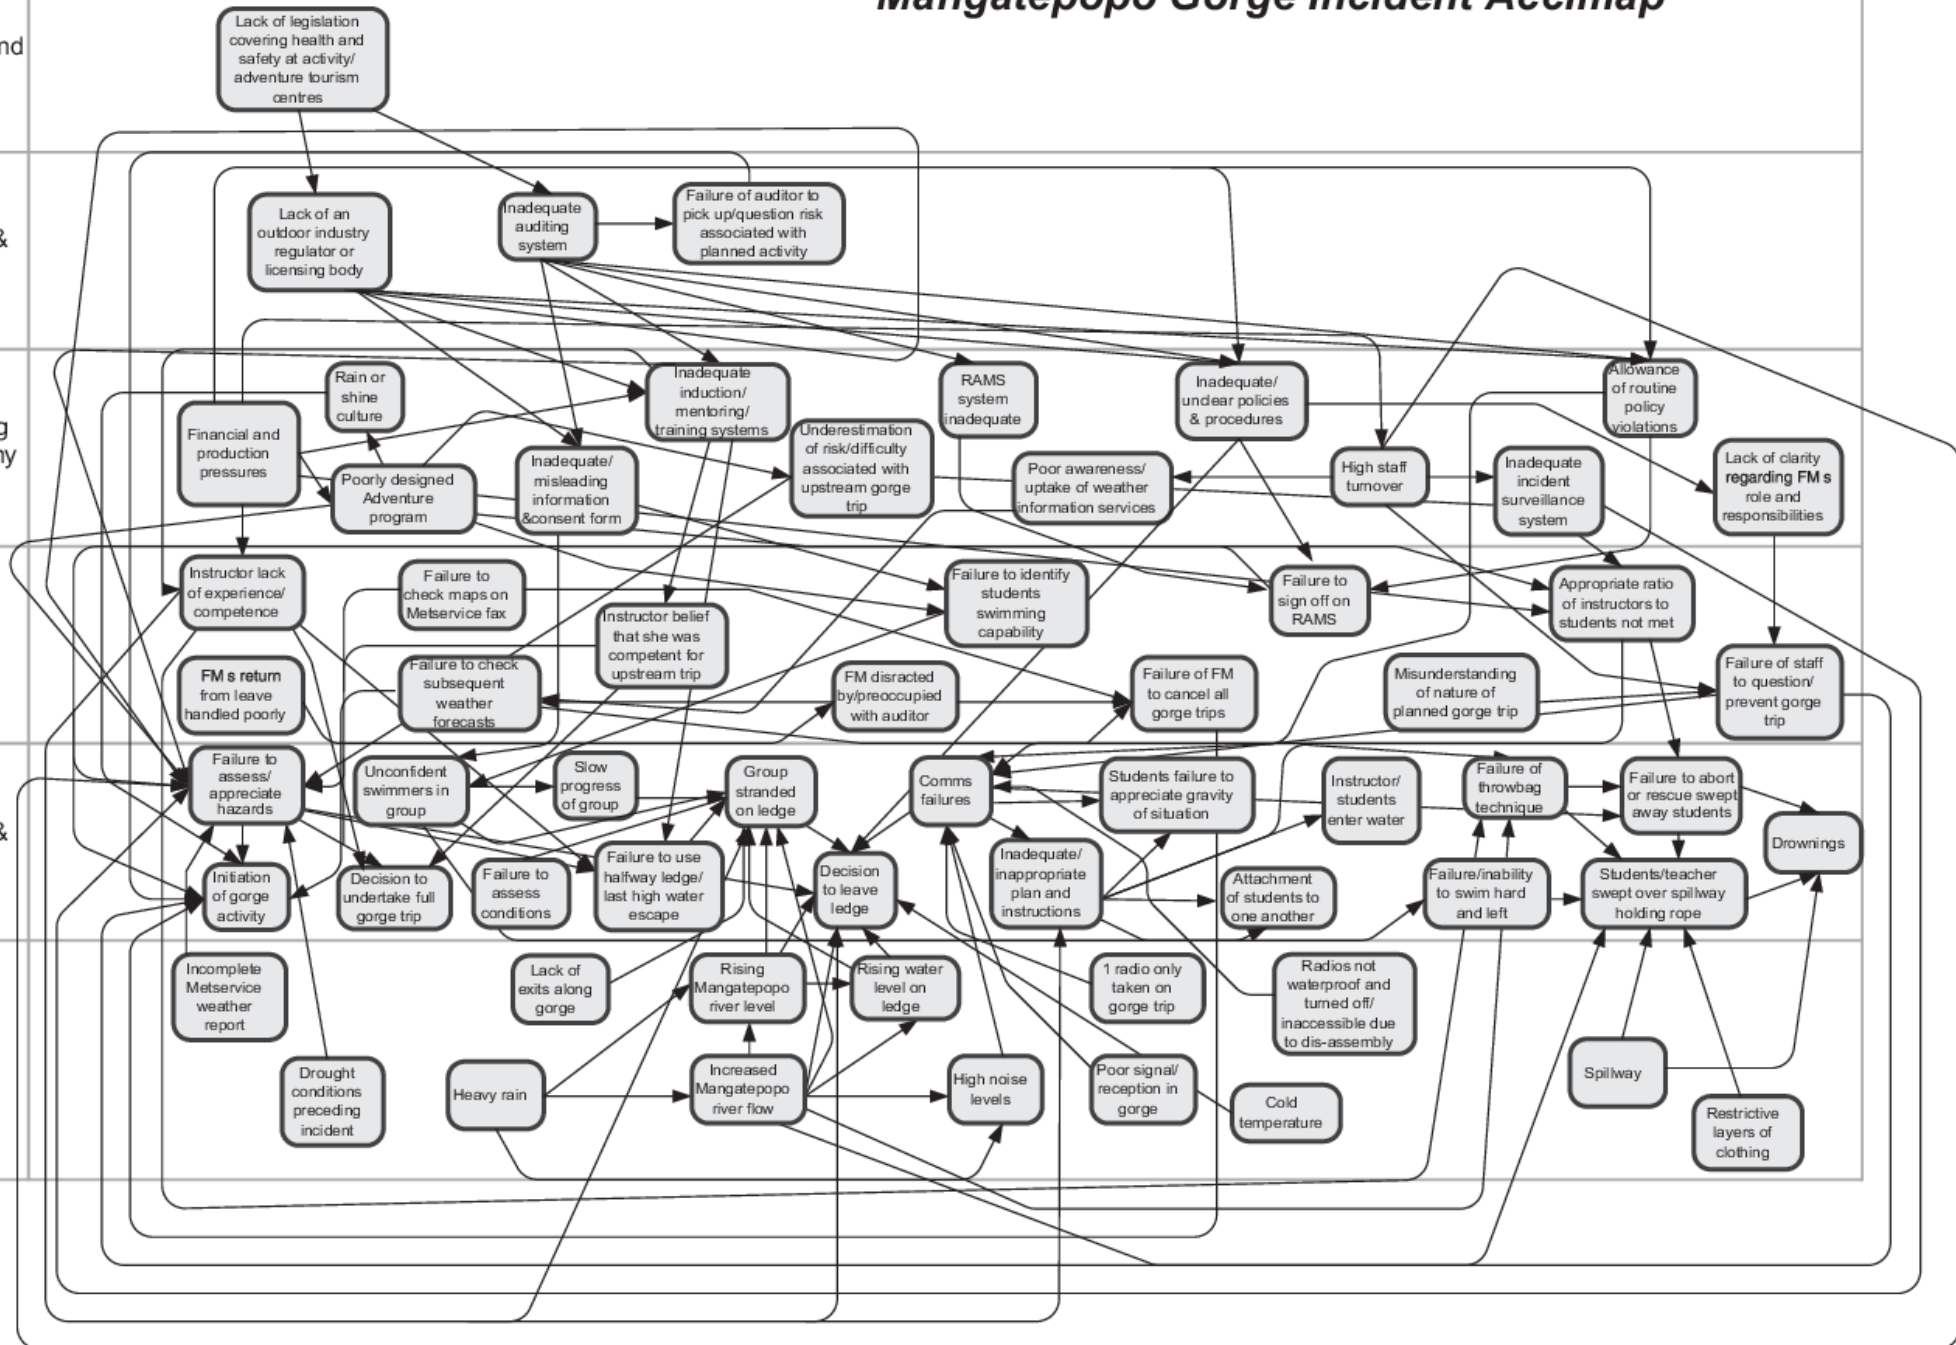 Mangatepopo Gorge Incident Accimap
Lack of legislation
covering health and
safety at activity/
adventure tourism
centres
nd
Lack of an
outdoor industry
regulator or
licensing body
Inadequate
auditing
system
Failure of auditor to
pick up/question risk
associated with
planned activity
&
Rain or
shine
culture
Inadequate
induction/
mentoring/
training systems
RAMS
system
inadequate
Inadequate/
unclear policies
& procedures
Allowance
of routine
policy
violations
g
ny
Financial and
production
pressures
Poorly designed
Adventure
program
Inadequate/
misleading
information
&consent form
Underestimation
of risk/difficulty
associated with
upstream gorge
trip
Poor awareness/
uptake of weather
information services
High staff
turnover
Inadequate
incident
surveillance
system
Lack of clarity
regarding FM s
role and
responsibilities
Instructor lack
of experience/
competence
Failure to
check maps on
Metservice fax
Instructor belief
that she was
competent for
upstream trip
Failure to identify
students
swimming
capability
Failure to
sign off on
RAMS
Appropriate ratio
of instructors to
students not met
FM s return
from leave
handled poorly
Failure to check
subsequent
weather
forecasts
FM disracted
by/preoccupied
with auditor
Failure of FM
to cancel all
gorge trips
Misunderstanding
of nature of
planned gorge trip
Failure of staff
to question/
prevent gorge
trip
Failure to
assess/
appreciate
hazards
Unconfident
swimmers in
group
Slow
progress
of group
Group
stranded
on ledge
Comms
failures
Students failure to
appreciate gravity
of situation
Instructor/
students
enter water
Failure of
throwbag
technique
Failure to abort
or rescue swept
away students
Drownings
&
Initiation
of gorge
activity
Decision to
undertake full
gorge trip
Failure to
assess
conditions
Failure to use
halfway ledge/
last high water
escape
Decision
to leave
ledge
Inadequate/
inappropriate
plan and
instructions
Attachment
of students to
one another
Failure/inability
to swim hard
and left
Students/teacher
swept over spillway
holding rope
Incomplete
Metservice
weather
report
Lack of
exits along
gorge
Rising
Mangatepopo
river level
Rising water
level on
ledge
1 radio only
taken on
gorge trip
Radios not
waterproof and
turned off/
inaccessible due
to dis-assembly
Drought
conditions
preceding
incident
Heavy rain
Increased
Mangatepopo
river flow
High noise
levels
Poor signal/
reception in
gorge
Cold
temperature
Spillway
Restrictive
layers of
clothing